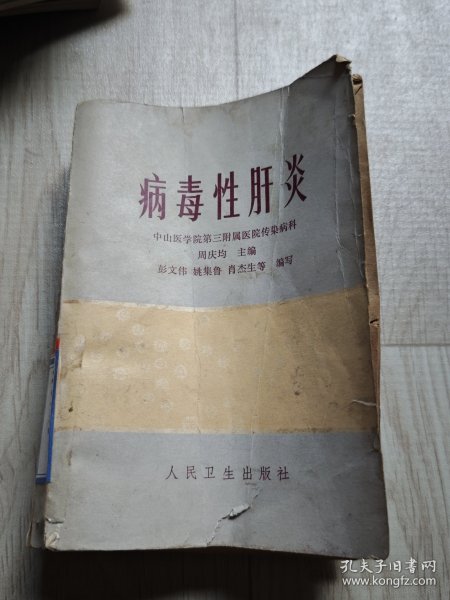 病毒性肝炎
中山医学院第三附属医院传染病科
周庆均 主编
彭文伟 姚集鲁 肖杰生等 编写
人民卫生出版社
孔夫子旧书网
www.kongfz.com